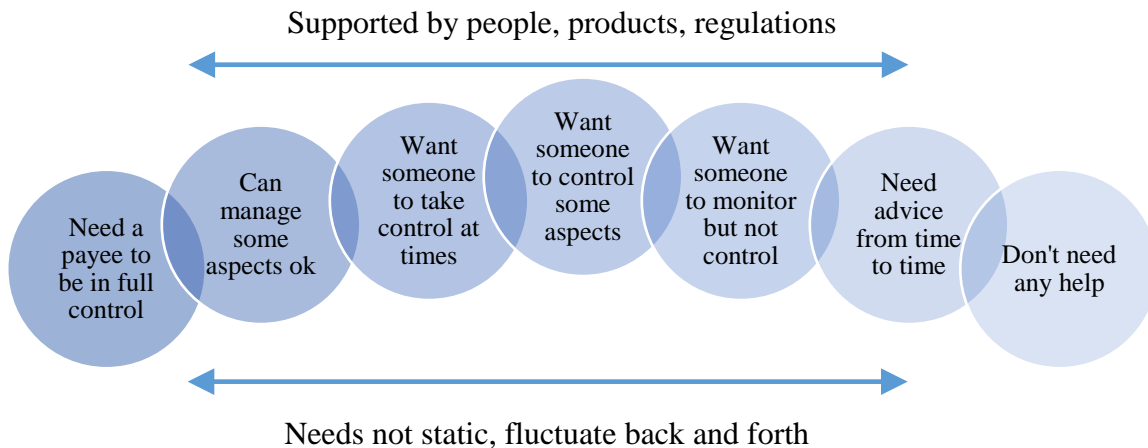 Supported by people, products, regulations
Need a
payee to
be in full
control
Can
manage
some
aspects ok
Want
someone
to take
control at
times
Want
someone
to control
some
aspects
Want
someone
to monitor
but not
control
Need
advice
from time
to time
Don't need
any help
Needs not static, fluctuate back and forth